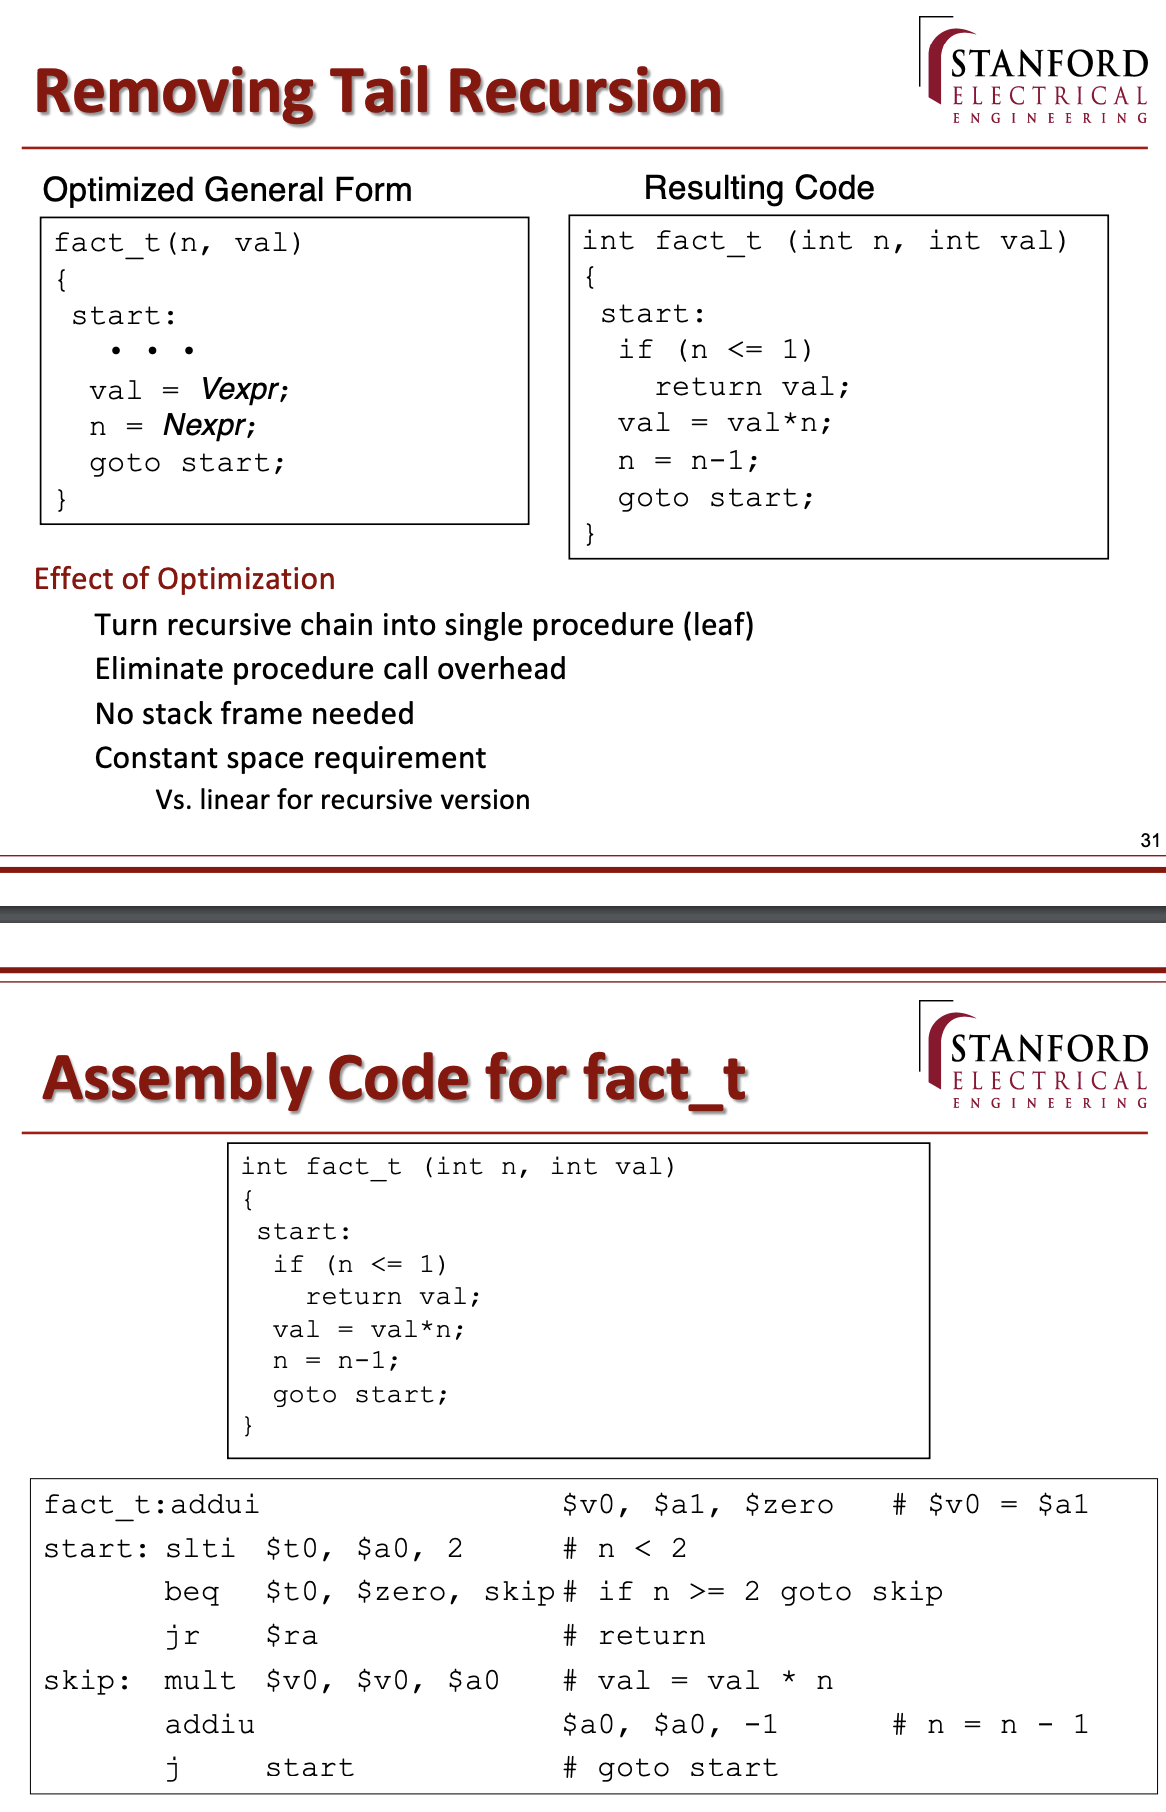 Removing Tail Recursion
STANFORD
ELECTRICAL
ENGINEERING
Optimized General Form
fact_t(n, val)
{
start:
• • •
val = Vexpr;
n = Nexpr;
goto start;
}
Resulting Code
int fact_t (int n, int val)
{
start:
if (n <= 1)
return val;
val = val*n;
n = n-1;
goto start;
}
Effect of Optimization
Turn recursive chain into single procedure (leaf)
Eliminate procedure call overhead
No stack frame needed
Constant space requirement
Vs. linear for recursive version
31
Assembly Code for fact_t
STANFORD
ELECTRICAL
ENGINEERING
int fact_t (int n, int val)
{
start:
if (n <= 1)
return val;
val = val*n;
n = n-1;
goto start;
}
fact_t:addui $v0, $a1, $zero # $v0 = $a1
start: slti $t0, $a0, 2 # n < 2
beq $t0, $zero, skip # if n >= 2 goto skip
jr $ra # return
skip: mult $v0, $v0, $a0 # val = val * n
addiu $a0, $a0, -1 # n = n - 1
j start # goto start